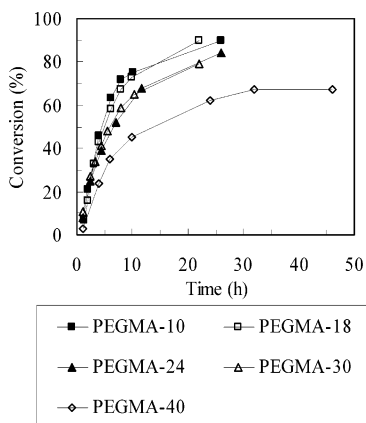 Conversion (%)
100
80
60
40
20
0
0 10 20 30 40 50
Time (h)
PEGMA-10 PEGMA-18
PEGMA-24 PEGMA-30
PEGMA-40